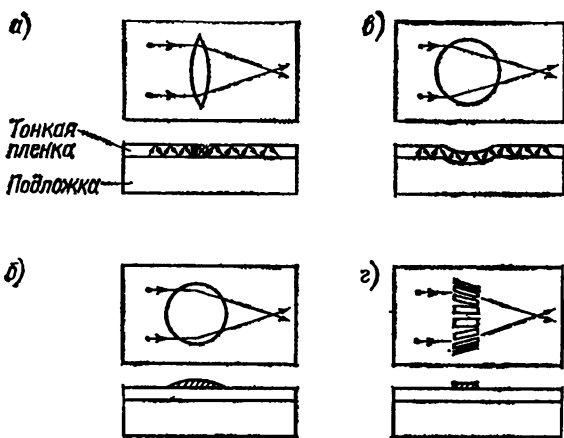 а)
в)
Тонкая
пленка
Подложка
б)
г)